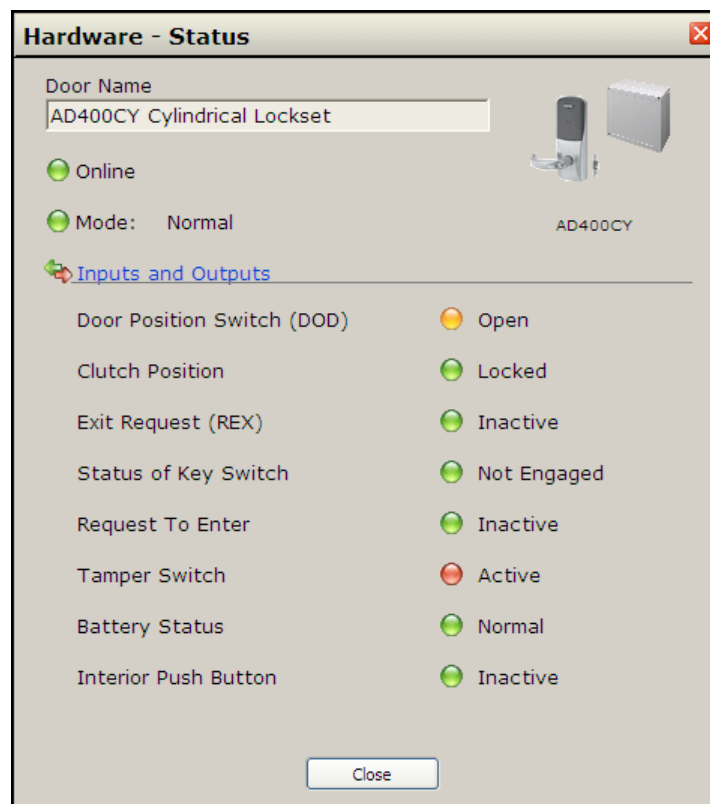 Hardware - Status
Door Name
AD400CY Cylindrical Lockset
Online
Mode: Normal
AD400CY
Inputs and Outputs
Door Position Switch (DOD) Open
Clutch Position Locked
Exit Request (REX) Inactive
Status of Key Switch Not Engaged
Request To Enter Inactive
Tamper Switch Active
Battery Status Normal
Interior Push Button Inactive
Close